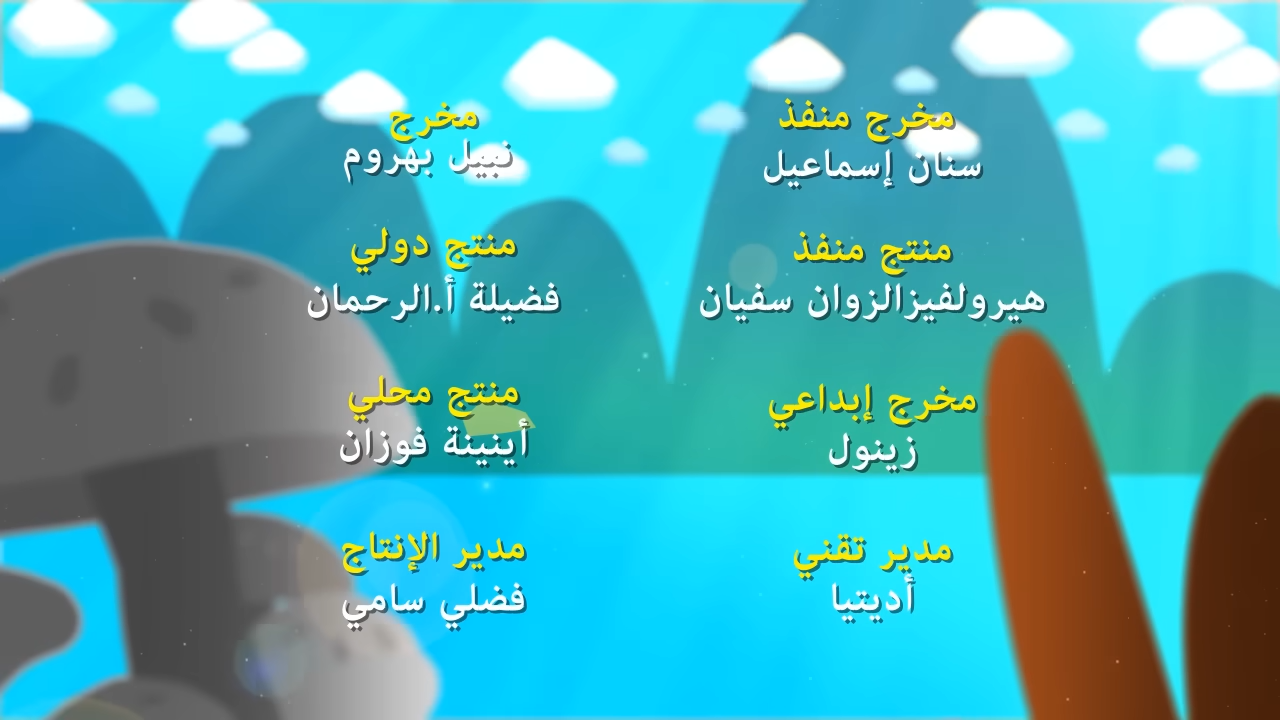 مخرج منفذ
سنان إسماعيل
مخرج
نبيل بهروم
منتج منفذ
هيرولفيزالزوان سفيان
منتج دولي
فضيلة أ.الرحمان
مخرج إبداعي
زينول
منتج محلي
أينينة فوزان
مدير تقني
أديتيا
مدير الإنتاج
فضلي سامي